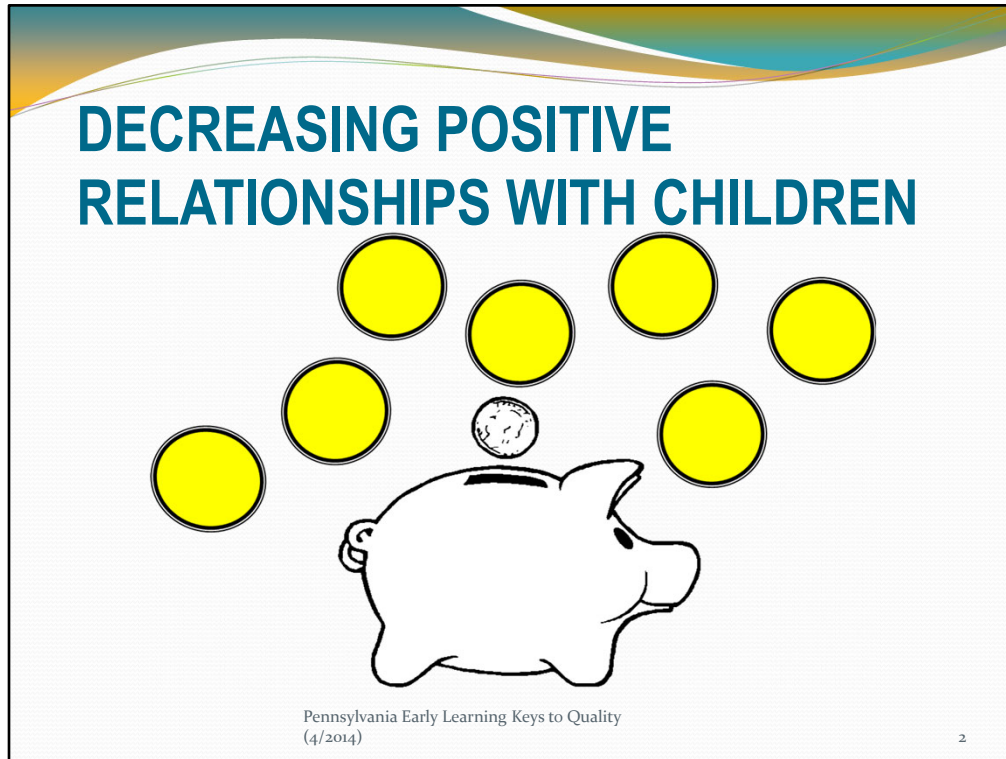 DECREASING POSITIVE
RELATIONSHIPS WITH CHILDREN
Pennsylvania Early Learning Keys to Quality
(4/2014)
2